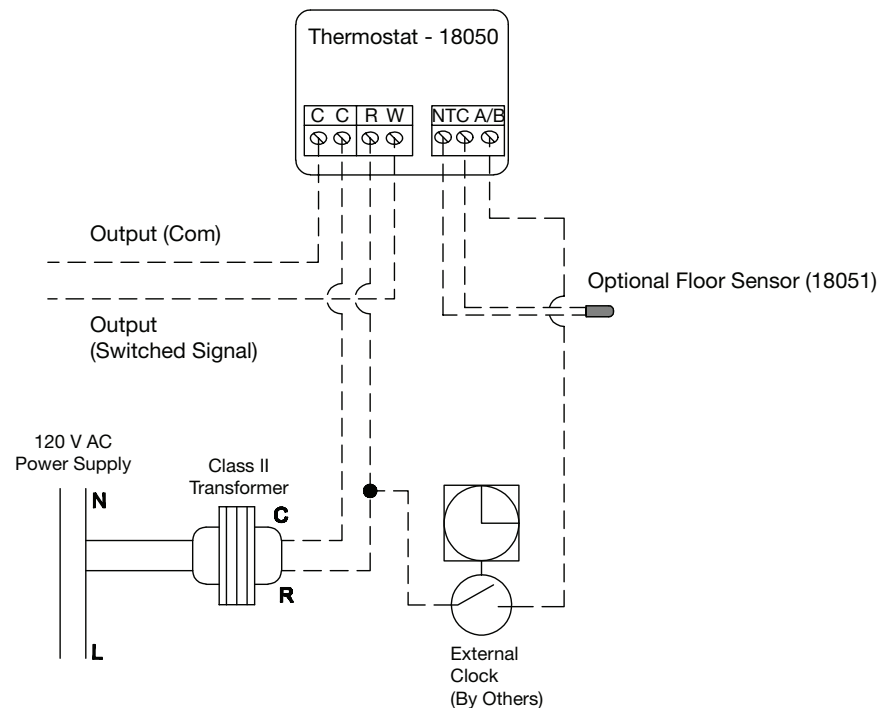 Thermostat - 18050
C C R W NTC A/B
Output (Com)
Optional Floor Sensor (18051)
Output
(Switched Signal)
120 V AC
Power Supply
Class II
Transformer
N
C
R
L
External
Clock
(By Others)